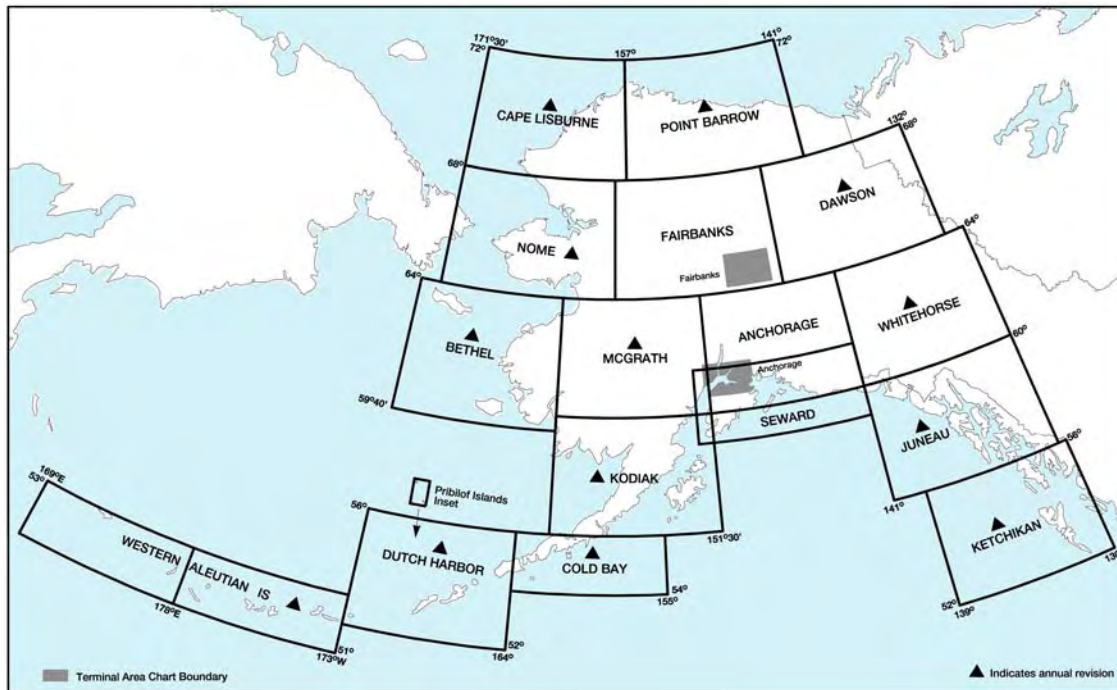 171°30'
72°
157°
141°
72°
CAPE LISBURNE
POINT BARROW
132°
68°
68°
DAWSON
NOME
FAIRBANKS
Fairbanks
64°
64°
BETHEL
MCGRATH
ANCHORAGE
WHITEHORSE
Anchorage
60°
59°40'
SEWARD
JUNEAU
56°
169°E
53°
Pribilof Islands
Inset
KODIAK
56°
141°
151°30'
KETCHIKAN
WESTERN ALEUTIAN IS
DUTCH HARBOR
COLD BAY
54°
155°
178°E
52°
139°
51°
173°W
52°
164°
Terminal Area Chart Boundary
Indicates annual revision